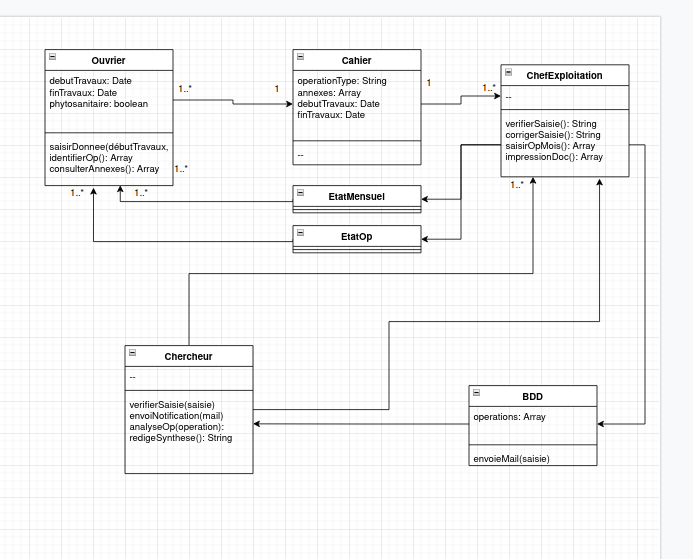 Ouvrier
debutTravaux: Date
finTravaux: Date
phytosanitaire: boolean
saisirDonnee(débutTravaux,
identifierOp(): Array
consulterAnnexes(): Array
1..*
1
Cahier
operationType: String
annexes: Array
debutTravaux: Date
finTravaux: Date
--
1
1..*
ChefExploitation
--
verifierSaisie(): String
corrigerSaisie(): String
saisirOpMois(): Array
impressionDoc(): Array
1..*
1..*
1..*
1..*
EtatMensuel
EtatOp
Chercheur
--
verifierSaisie(saisie)
envoiNotification(mail)
analyseOp(operation):
redigeSynthese(): String
BDD
operations: Array
envoieMail(saisie)